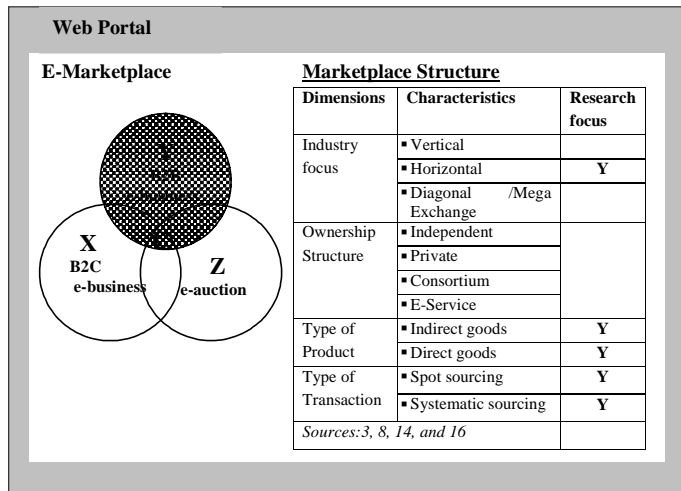 Web Portal
E-Marketplace
Y
B2B
X
B2C
e-business
Z
e-auction
Marketplace Structure
Dimensions Characteristics Research focus
Industry focus
▪ Vertical
▪ Horizontal Y
▪ Diagonal /Mega Exchange
Ownership Structure
▪ Independent
▪ Private
▪ Consortium
▪ E-Service
Type of Product
▪ Indirect goods Y
▪ Direct goods Y
Type of Transaction
▪ Spot sourcing Y
▪ Systematic sourcing Y
Sources:3, 8, 14, and 16